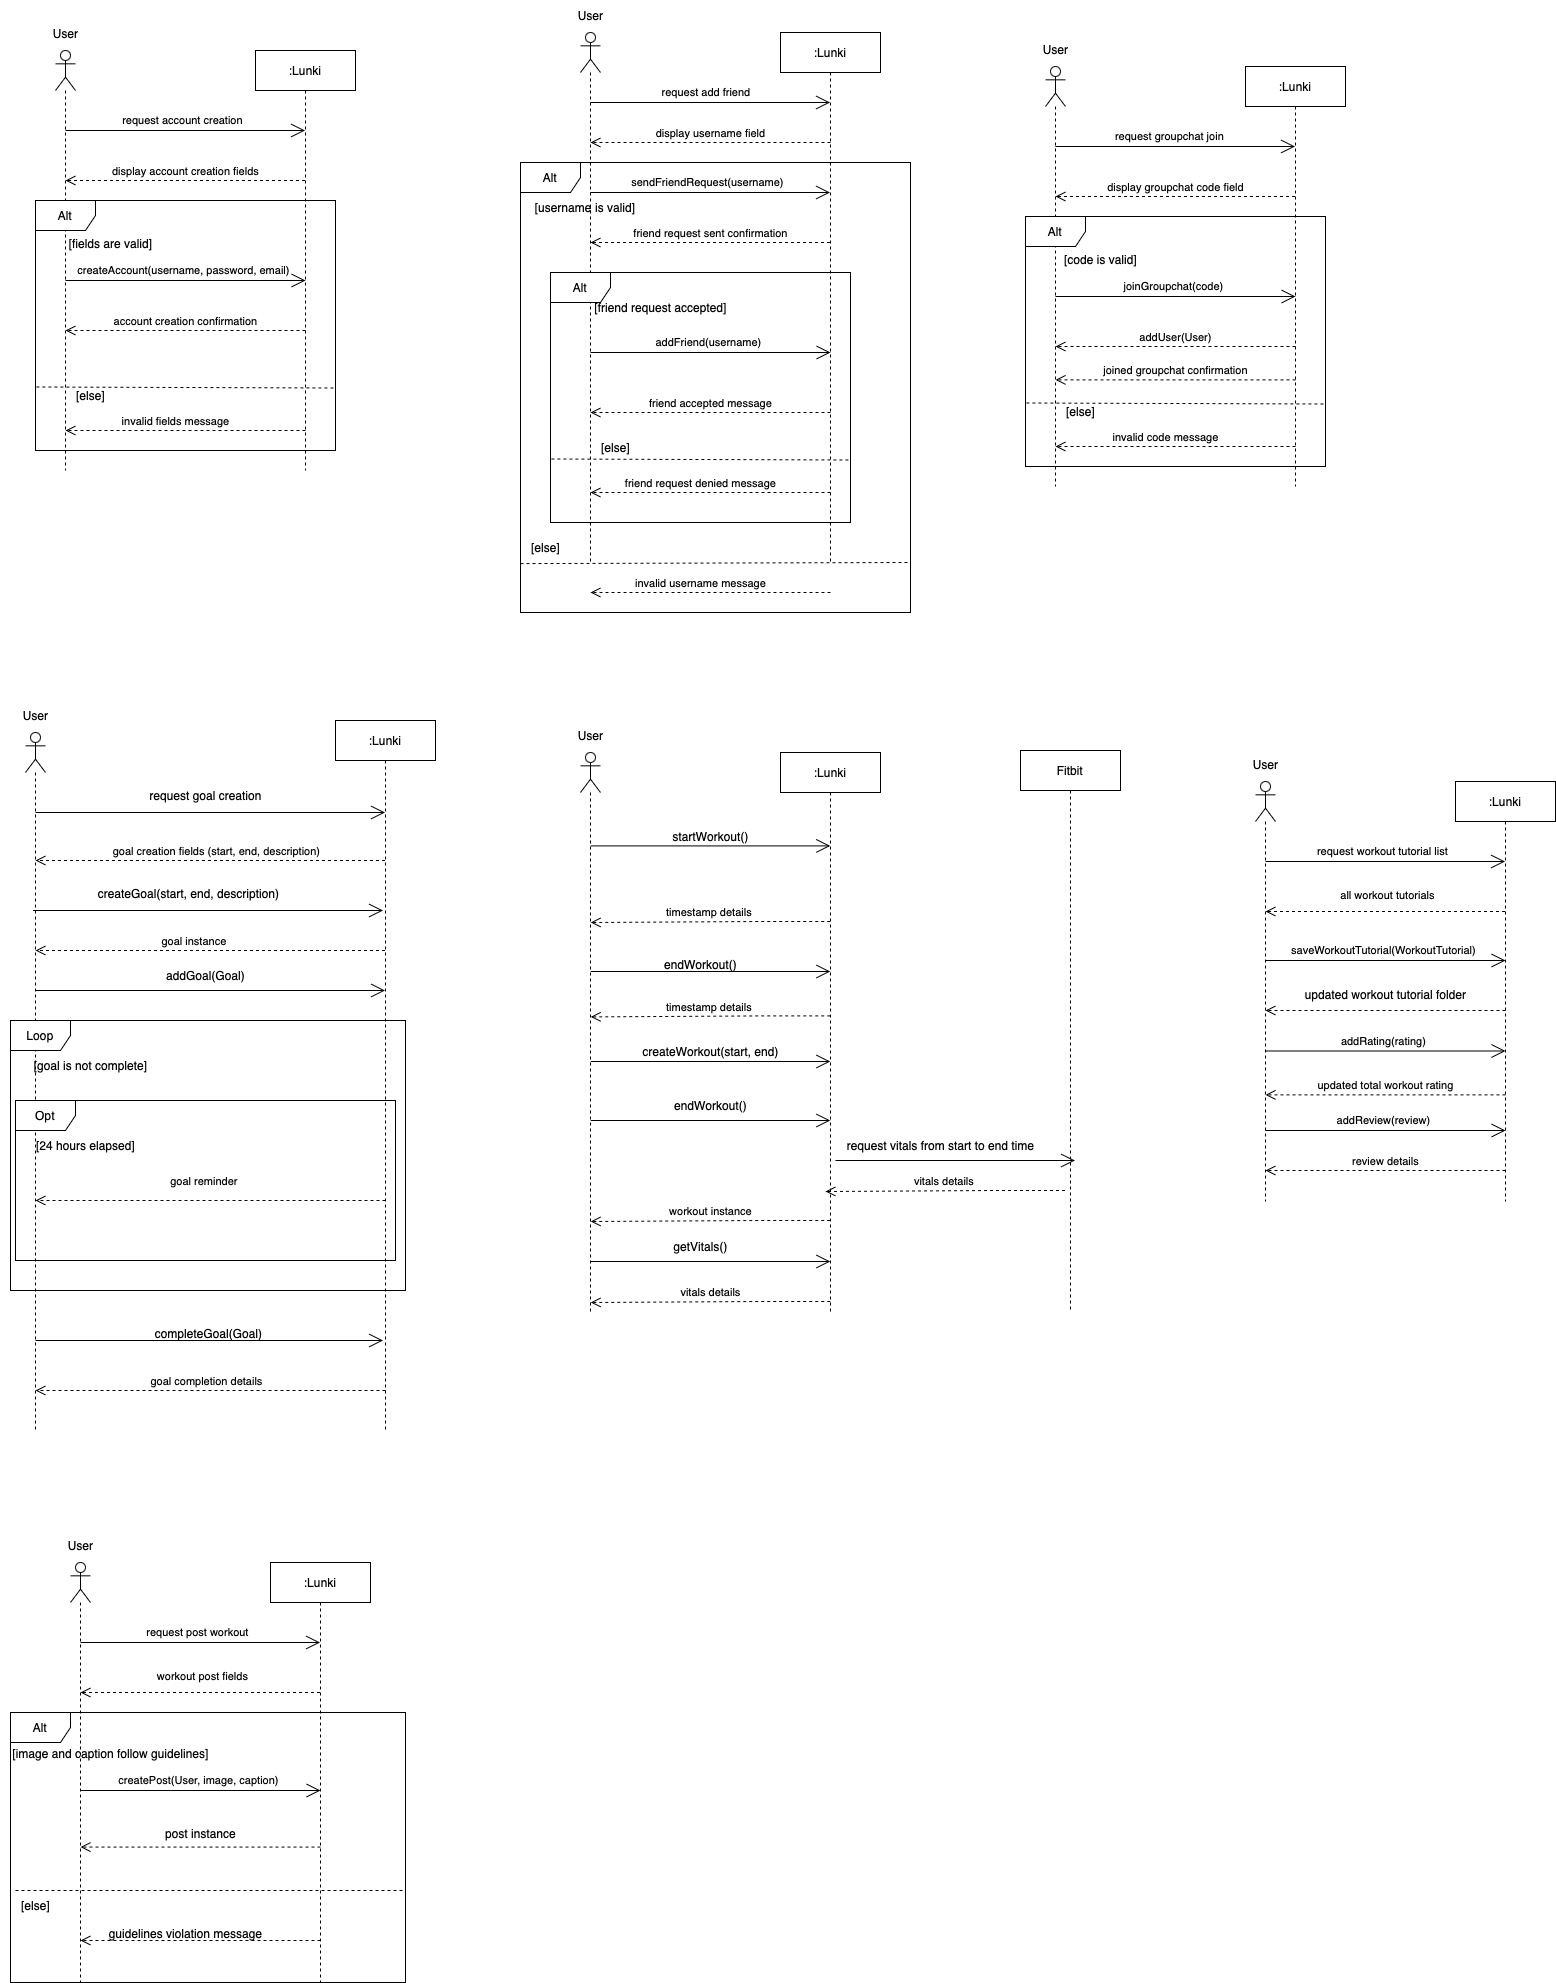 User
:Lunki
request account creation
display account creation fields
Alt
[fields are valid]
createAccount(username, password, email)
account creation confirmation
[else]
invalid fields message
User
:Lunki
request add friend
display username field
Alt
sendFriendRequest(username)
[username is valid]
friend request sent confirmation
Alt
[friend request accepted]
addFriend(username)
friend accepted message
[else]
friend request denied message
[else]
invalid username message
User
:Lunki
request groupchat join
display groupchat code field
Alt
[code is valid]
joinGroupchat(code)
addUser(User)
joined groupchat confirmation
[else]
invalid code message
User
:Lunki
request goal creation
goal creation fields (start, end, description)
createGoal(start, end, description)
goal instance
addGoal(Goal)
Loop
[goal is not complete]
Opt
[24 hours elapsed]
goal reminder
completeGoal(Goal)
goal completion details
User
:Lunki
Fitbit
startWorkout()
timestamp details
endWorkout()
timestamp details
createWorkout(start, end)
endWorkout()
request vitals from start to end time
vitals details
workout instance
getVitals()
vitals details
User
:Lunki
request workout tutorial list
all workout tutorials
saveWorkoutTutorial(WorkoutTutorial)
updated workout tutorial folder
addRating(rating)
updated total workout rating
addReview(review)
review details
User
:Lunki
request post workout
workout post fields
Alt
[image and caption follow guidelines]
createPost(User, image, caption)
post instance
[else]
guidelines violation message